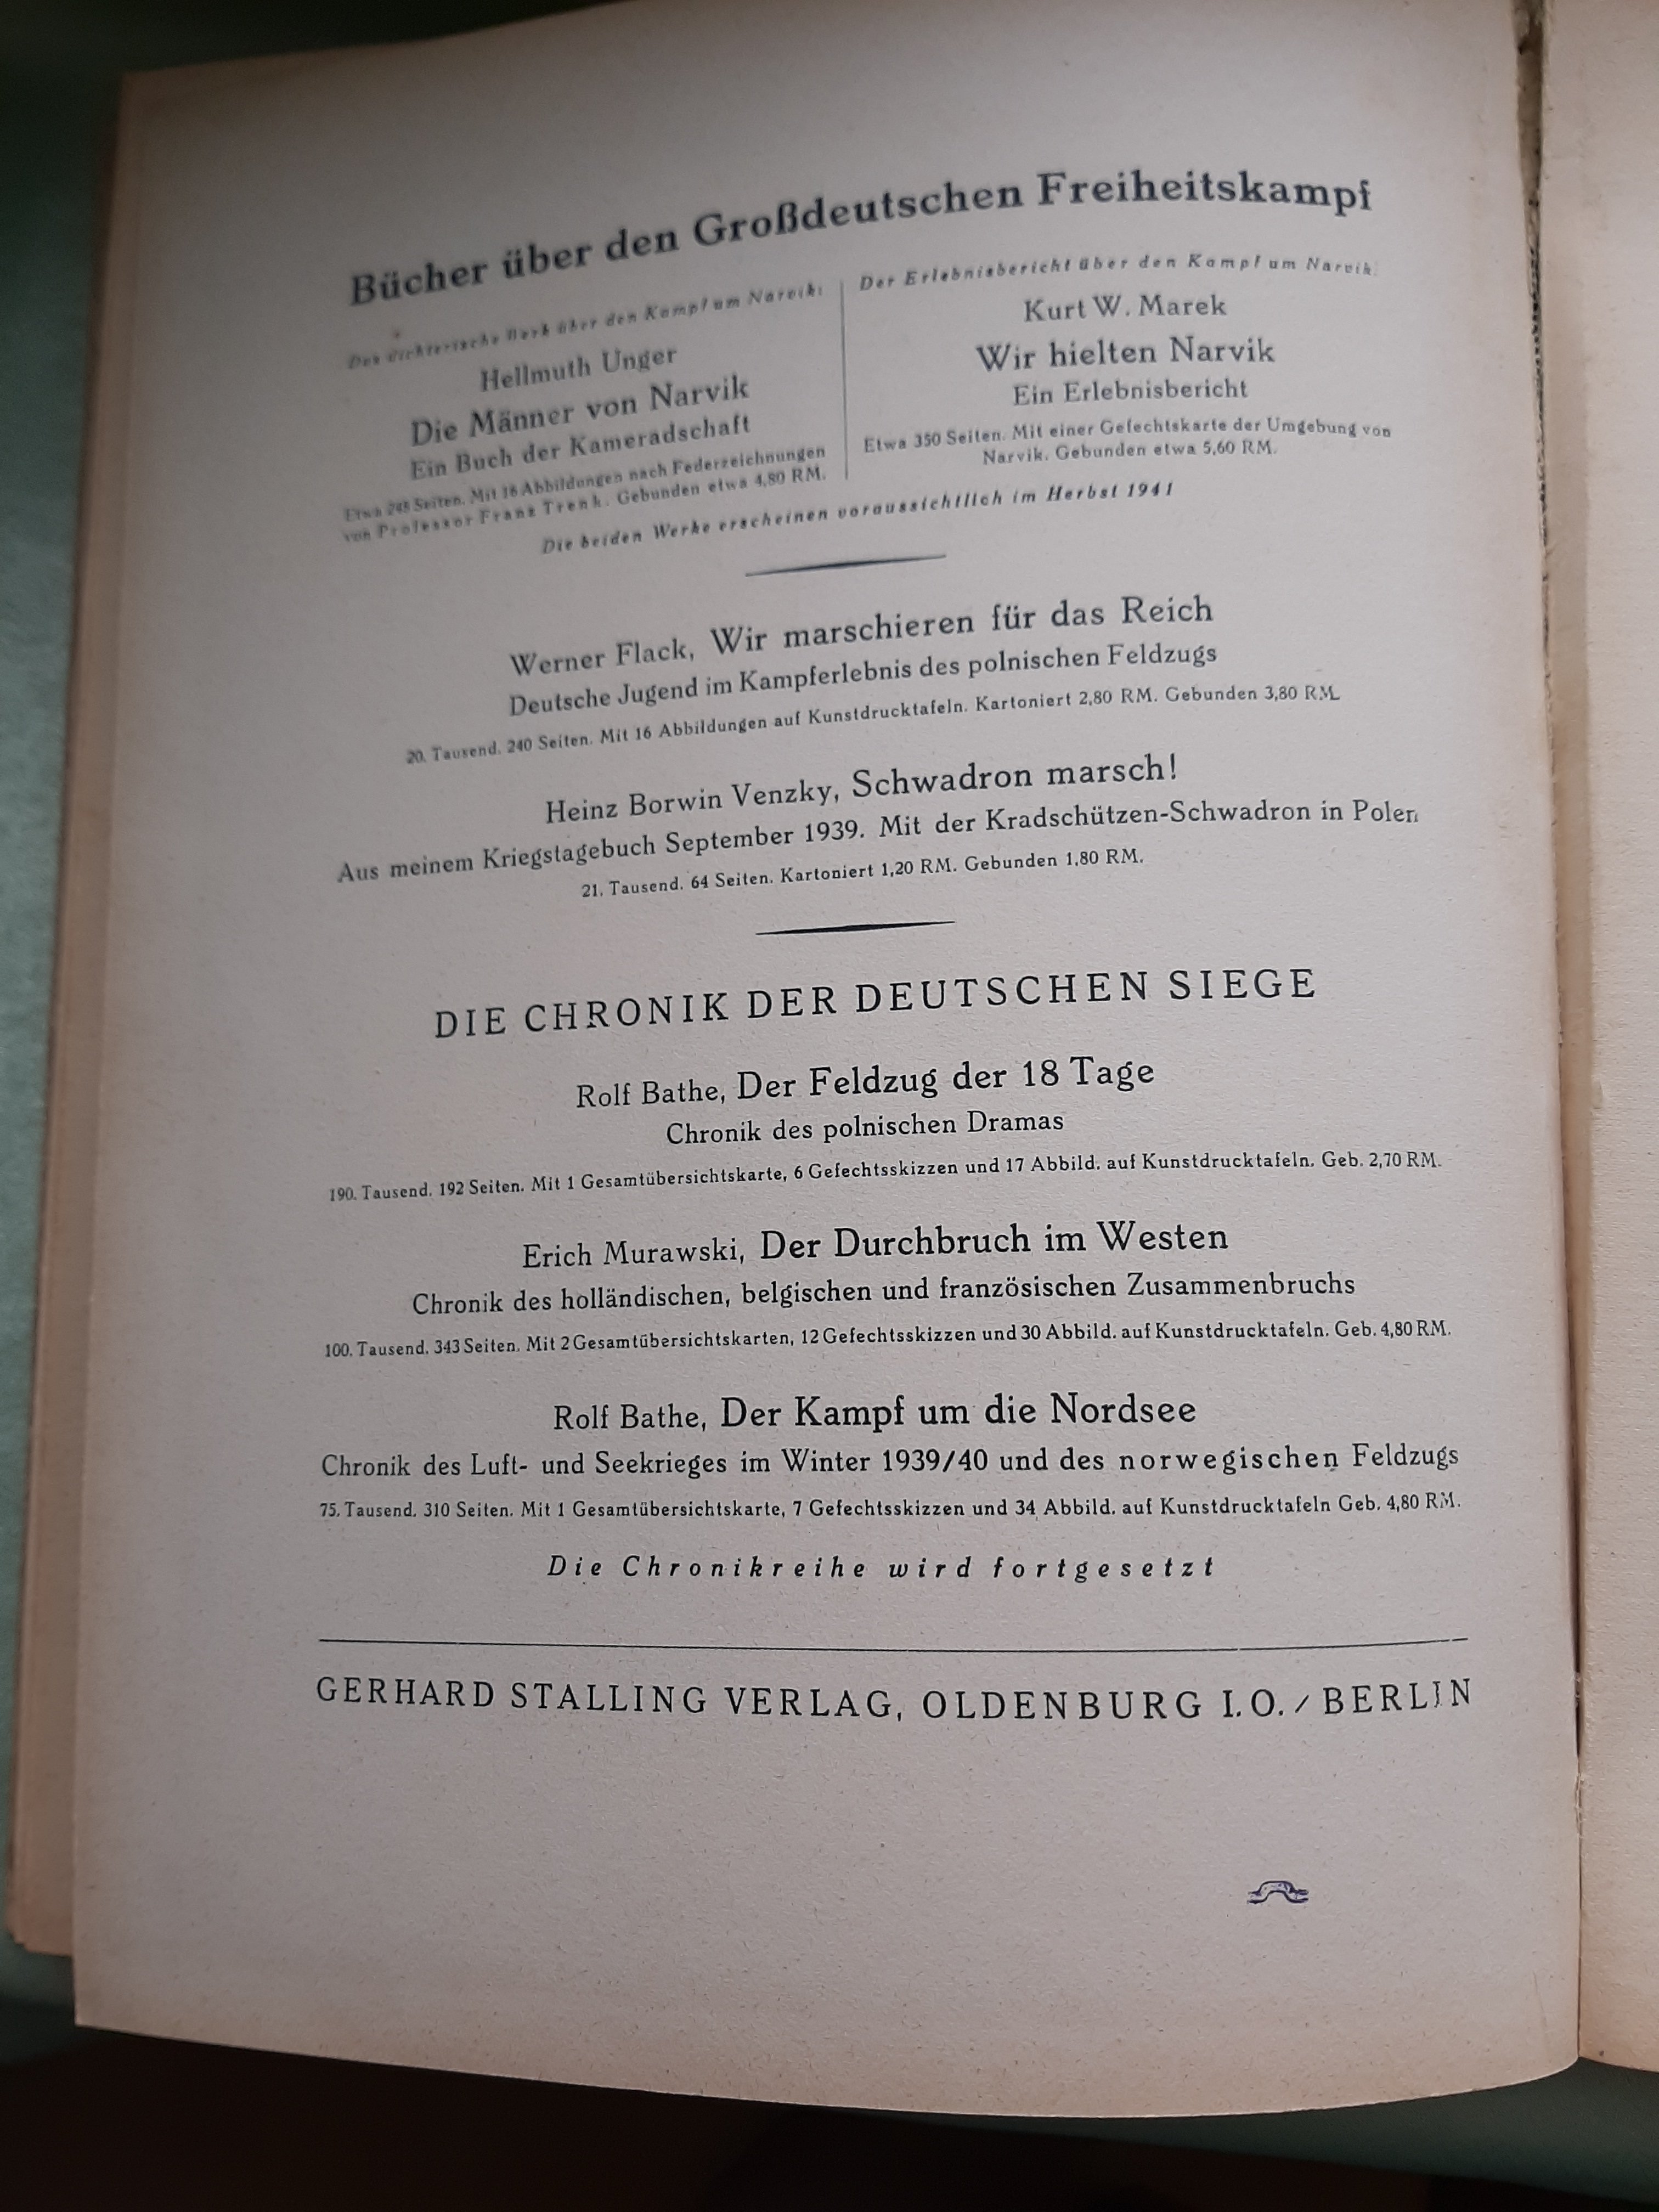 Bücher über den Großdeutschen Freiheitskampf
Das dichterische Werk über den Kampf um Narvik:
Hellmuth Unger
Die Männer von Narvik
Ein Buch der Kameradschaft
Etwa 248 Seiten. Mit 16 Abbildungen nach Federzeichnungen
von Professor Franz Trenk. Gebunden etwa 4,80 RM.
Der Erlebnisbericht über den Kampf um Narvik:
Kurt W. Marek
Wir hielten Narvik
Ein Erlebnisbericht
Etwa 350 Seiten. Mit einer Gefechtskarte der Umgebung von
Narvik. Gebunden etwa 5,60 RM.
Die beiden Werke erscheinen voraussichtlich im Herbst 1941
Werner Flack, Wir marschieren für das Reich
Deutsche Jugend im Kampferlebnis des polnischen Feldzugs
20. Tausend. 240 Seiten. Mit 16 Abbildungen auf Kunstdrucktafeln. Kartoniert 2,80 RM. Gebunden 3,80 RM.
Heinz Borwin Venzky, Schwadron marsch!
Aus meinem Kriegstagebuch September 1939. Mit der Kradschützen-Schwadron in Polen
21. Tausend. 64 Seiten. Kartoniert 1,20 RM. Gebunden 1,80 RM.
DIE CHRONIK DER DEUTSCHEN SIEGE
Rolf Bathe, Der Feldzug der 18 Tage
Chronik des polnischen Dramas
190. Tausend. 192 Seiten. Mit 1 Gesamtübersichtskarte, 6 Gefechtsskizzen und 17 Abbild. auf Kunstdrucktafeln. Geb. 2,70 RM.
Erich Murawski, Der Durchbruch im Westen
Chronik des holländischen, belgischen und französischen Zusammenbruchs
100. Tausend. 343 Seiten. Mit 2 Gesamtübersichtskarten, 12 Gefechtsskizzen und 30 Abbild. auf Kunstdrucktafeln. Geb. 4,80 RM.
Rolf Bathe, Der Kampf um die Nordsee
Chronik des Luft- und Seekrieges im Winter 1939/40 und des norwegischen Feldzugs
75. Tausend. 310 Seiten. Mit 1 Gesamtübersichtskarte, 7 Gefechtsskizzen und 34 Abbild. auf Kunstdrucktafeln Geb. 4,80 RM.
Die Chronikreihe wird fortgesetzt
GERHARD STALLING VERLAG, OLDENBURG I.O. / BERLIN